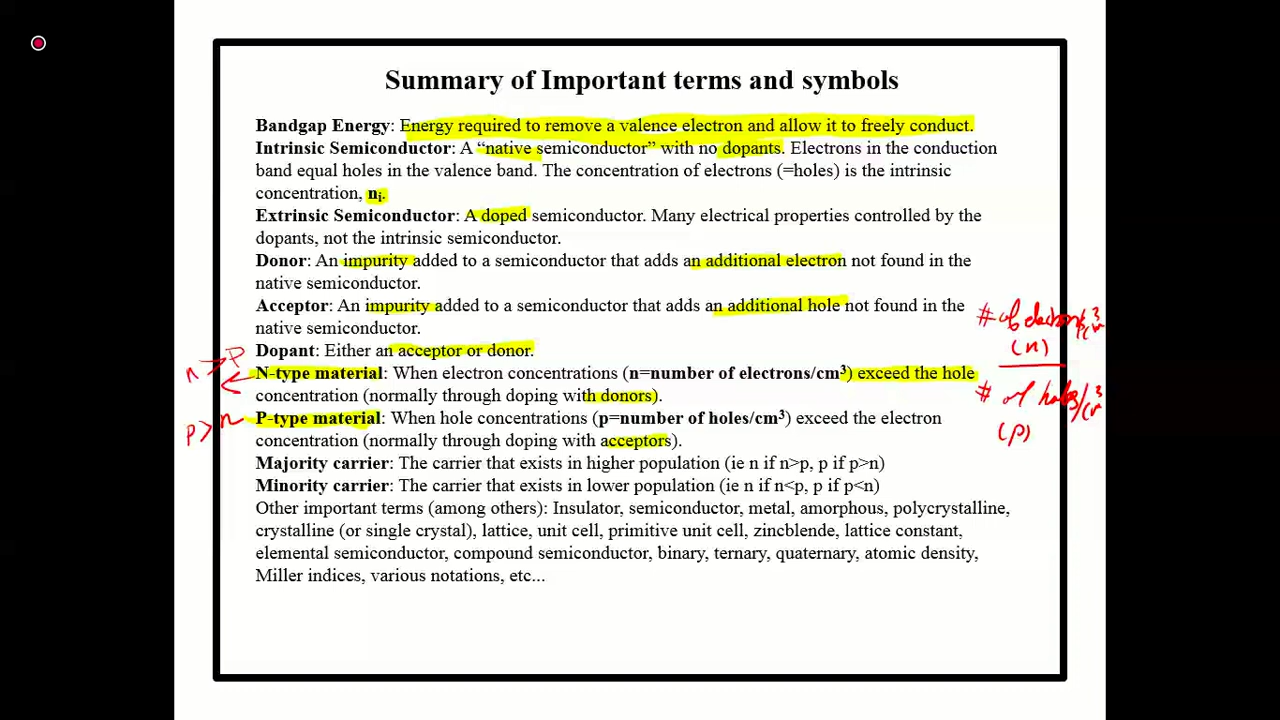 Summary of Important terms and symbols
Bandgap Energy: Energy required to remove a valence electron and allow it to freely conduct.
Intrinsic Semiconductor: A “native semiconductor” with no dopants. Electrons in the conduction
band equal holes in the valence band. The concentration of electrons (=holes) is the intrinsic
concentration, nᵢ.
Extrinsic Semiconductor: A doped semiconductor. Many electrical properties controlled by the
dopants, not the intrinsic semiconductor.
Donor: An impurity added to a semiconductor that adds an additional electron not found in the
native semiconductor.
Acceptor: An impurity added to a semiconductor that adds an additional hole not found in the
native semiconductor.
Dopant: Either an acceptor or donor.
N-type material: When electron concentrations (n=number of electrons/cm³) exceed the hole
concentration (normally through doping with donors).
P-type material: When hole concentrations (p=number of holes/cm³) exceed the electron
concentration (normally through doping with acceptors).
Majority carrier: The carrier that exists in higher population (ie n if n>p, p if p>n)
Minority carrier: The carrier that exists in lower population (ie n if n<p, p if p<n)
Other important terms (among others): Insulator, semiconductor, metal, amorphous, polycrystalline,
crystalline (or single crystal), lattice, unit cell, primitive unit cell, zincblende, lattice constant,
elemental semiconductor, compound semiconductor, binary, ternary, quaternary, atomic density,
Miller indices, various notations, etc...
n > p
p > n
# of electrons/cm³
(n)
# of holes/cm³
(p)